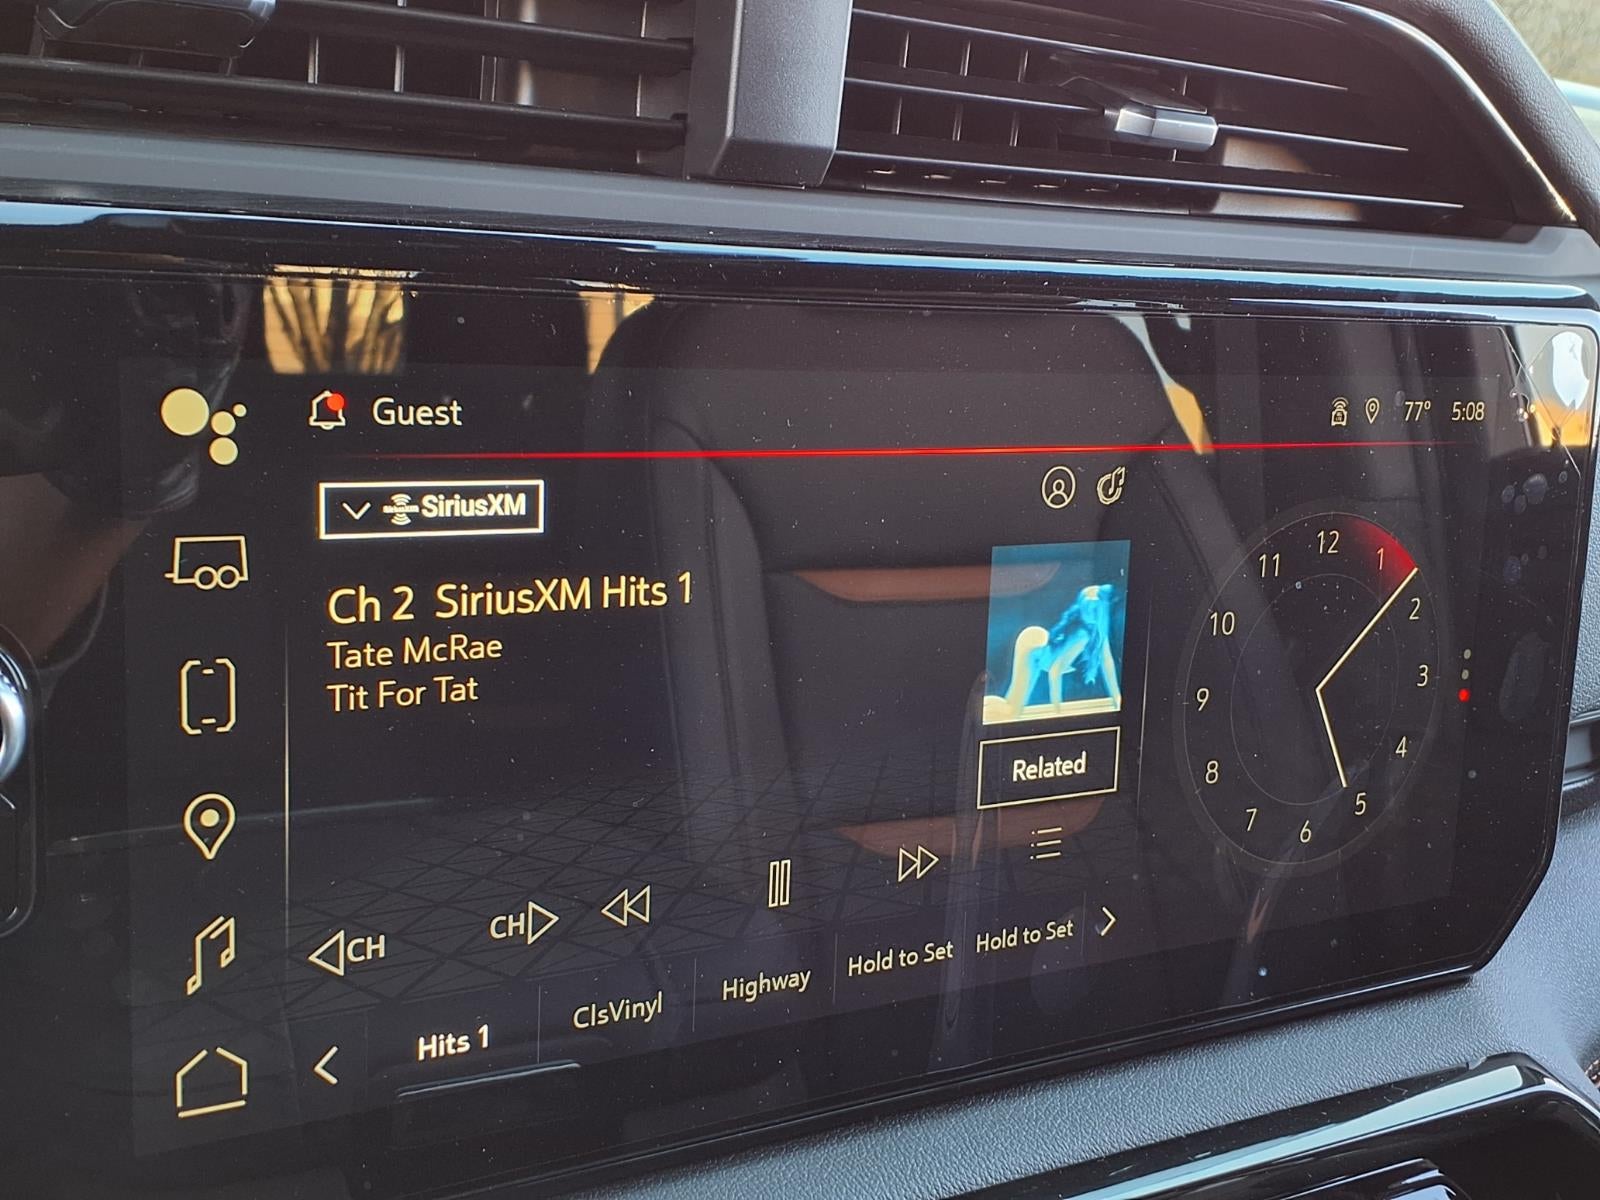 Guest
77° 5:08
SiriusXM
Ch 2 SiriusXM Hits 1
Tate McRae
Tit For Tat
Related
12
1
2
3
4
5
6
7
8
9
10
11
CH
CH
Hits 1
ClsVinyl
Highway
Hold to Set
Hold to Set